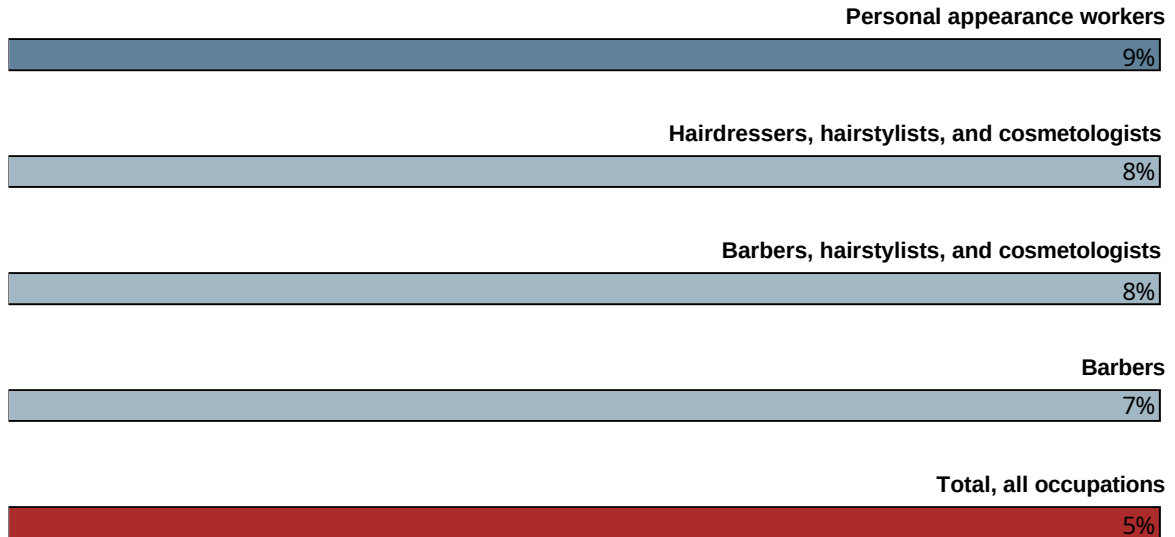 Personal appearance workers
9%
Hairdressers, hairstylists, and cosmetologists
8%
Barbers, hairstylists, and cosmetologists
8%
Barbers
7%
Total, all occupations
5%